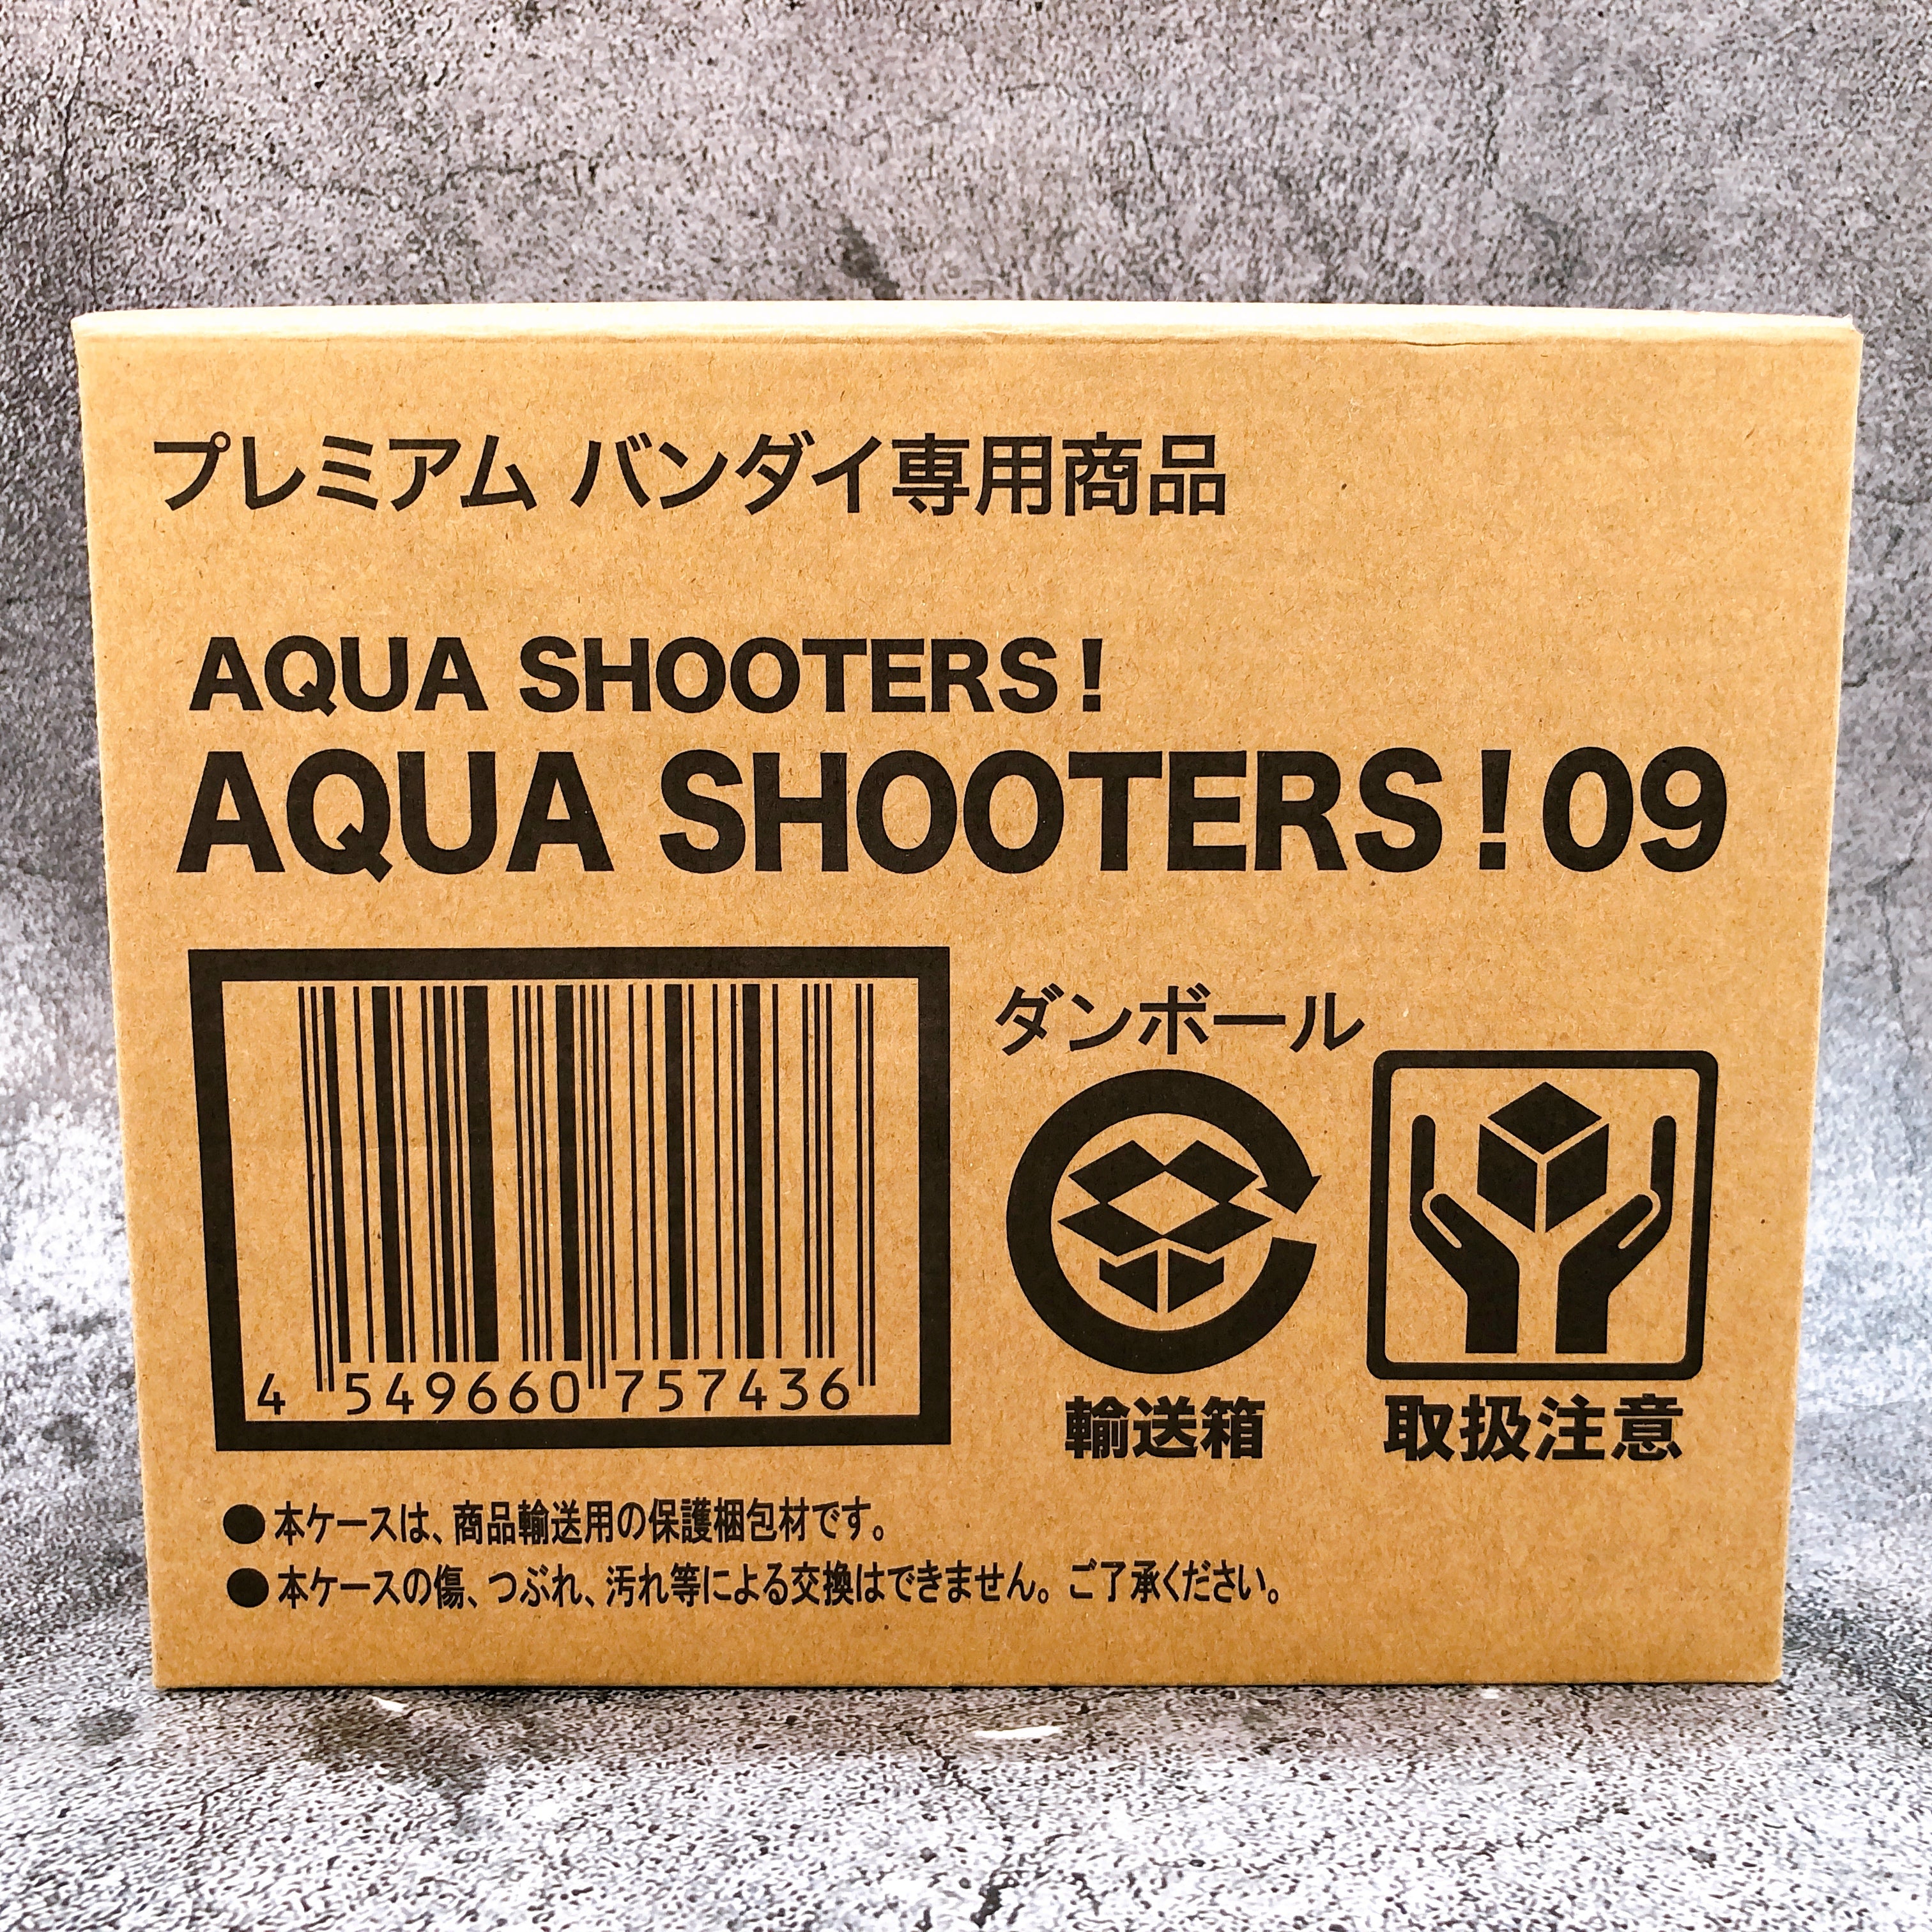 プレミアム バンダイ専用商品
AQUA SHOOTERS!
AQUA SHOOTERS!09
ダンボール
4 549660 757436
輸送箱
取扱注意
●本ケースは、商品輸送用の保護梱包材です。
●本ケースの傷、つぶれ、汚れ等による交換はできません。ご了承ください。